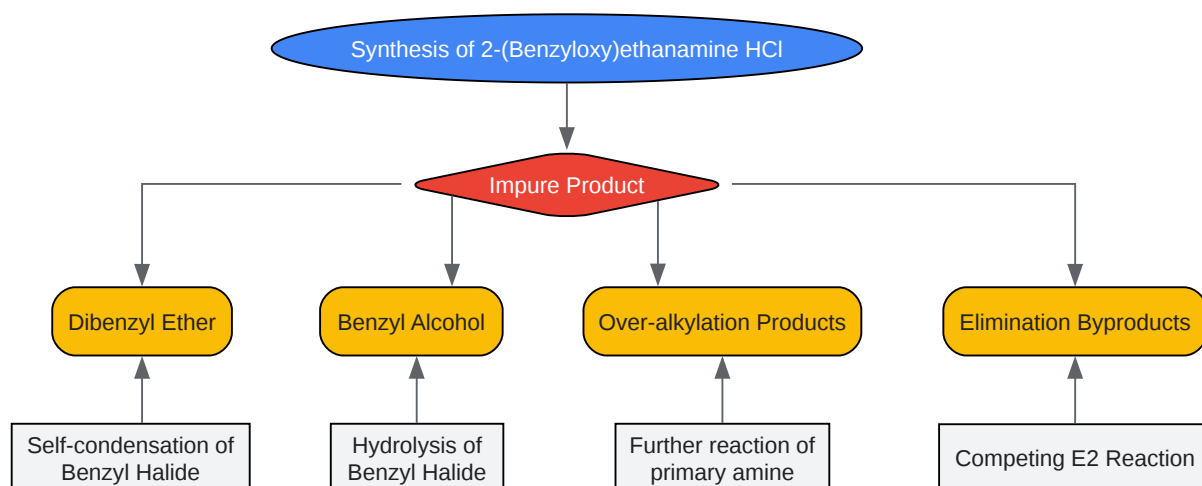 Synthesis of 2-(Benzyloxy)ethanamine HCl
Impure Product
Dibenzyl Ether
Benzyl Alcohol
Over-alkylation Products
Elimination Byproducts
Self-condensation of
Benzyl Halide
Hydrolysis of
Benzyl Halide
Further reaction of
primary amine
Competing E2 Reaction